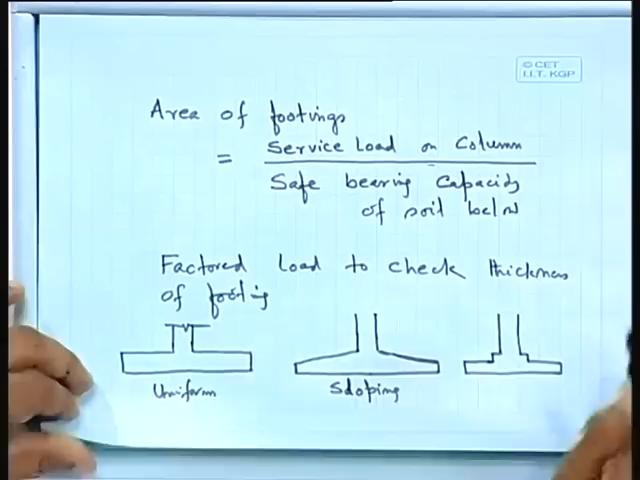 © CET
I.I.T. KGP
Area of footings
= Service Load on Column
Safe bearing Capacity
of soil below
Factored Load to check thickness
of footing
Uniform
Sdoping